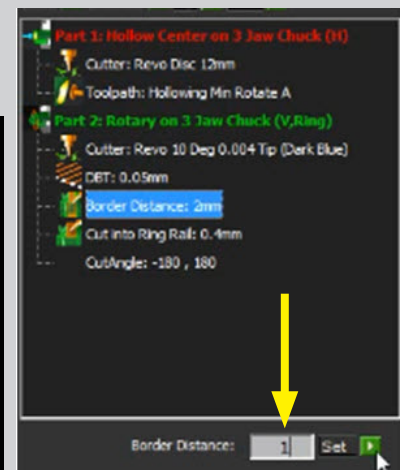 Part 1: Hollow Center on 3 Jaw Chuck (H)
Cutter: Revo Disc 12mm
Toolpath: Hollowing Min Rotate A
Part 2: Rotary on 3 Jaw Chuck (V,Ring)
Cutter: Revo 10 Deg 0.004 Tip (Dark Blue)
DBT: 0.05mm
Border Distance: 2mm
Cut into Ring Rail: 0.4mm
CutAngle: -180 , 180
Border Distance: 1 Set